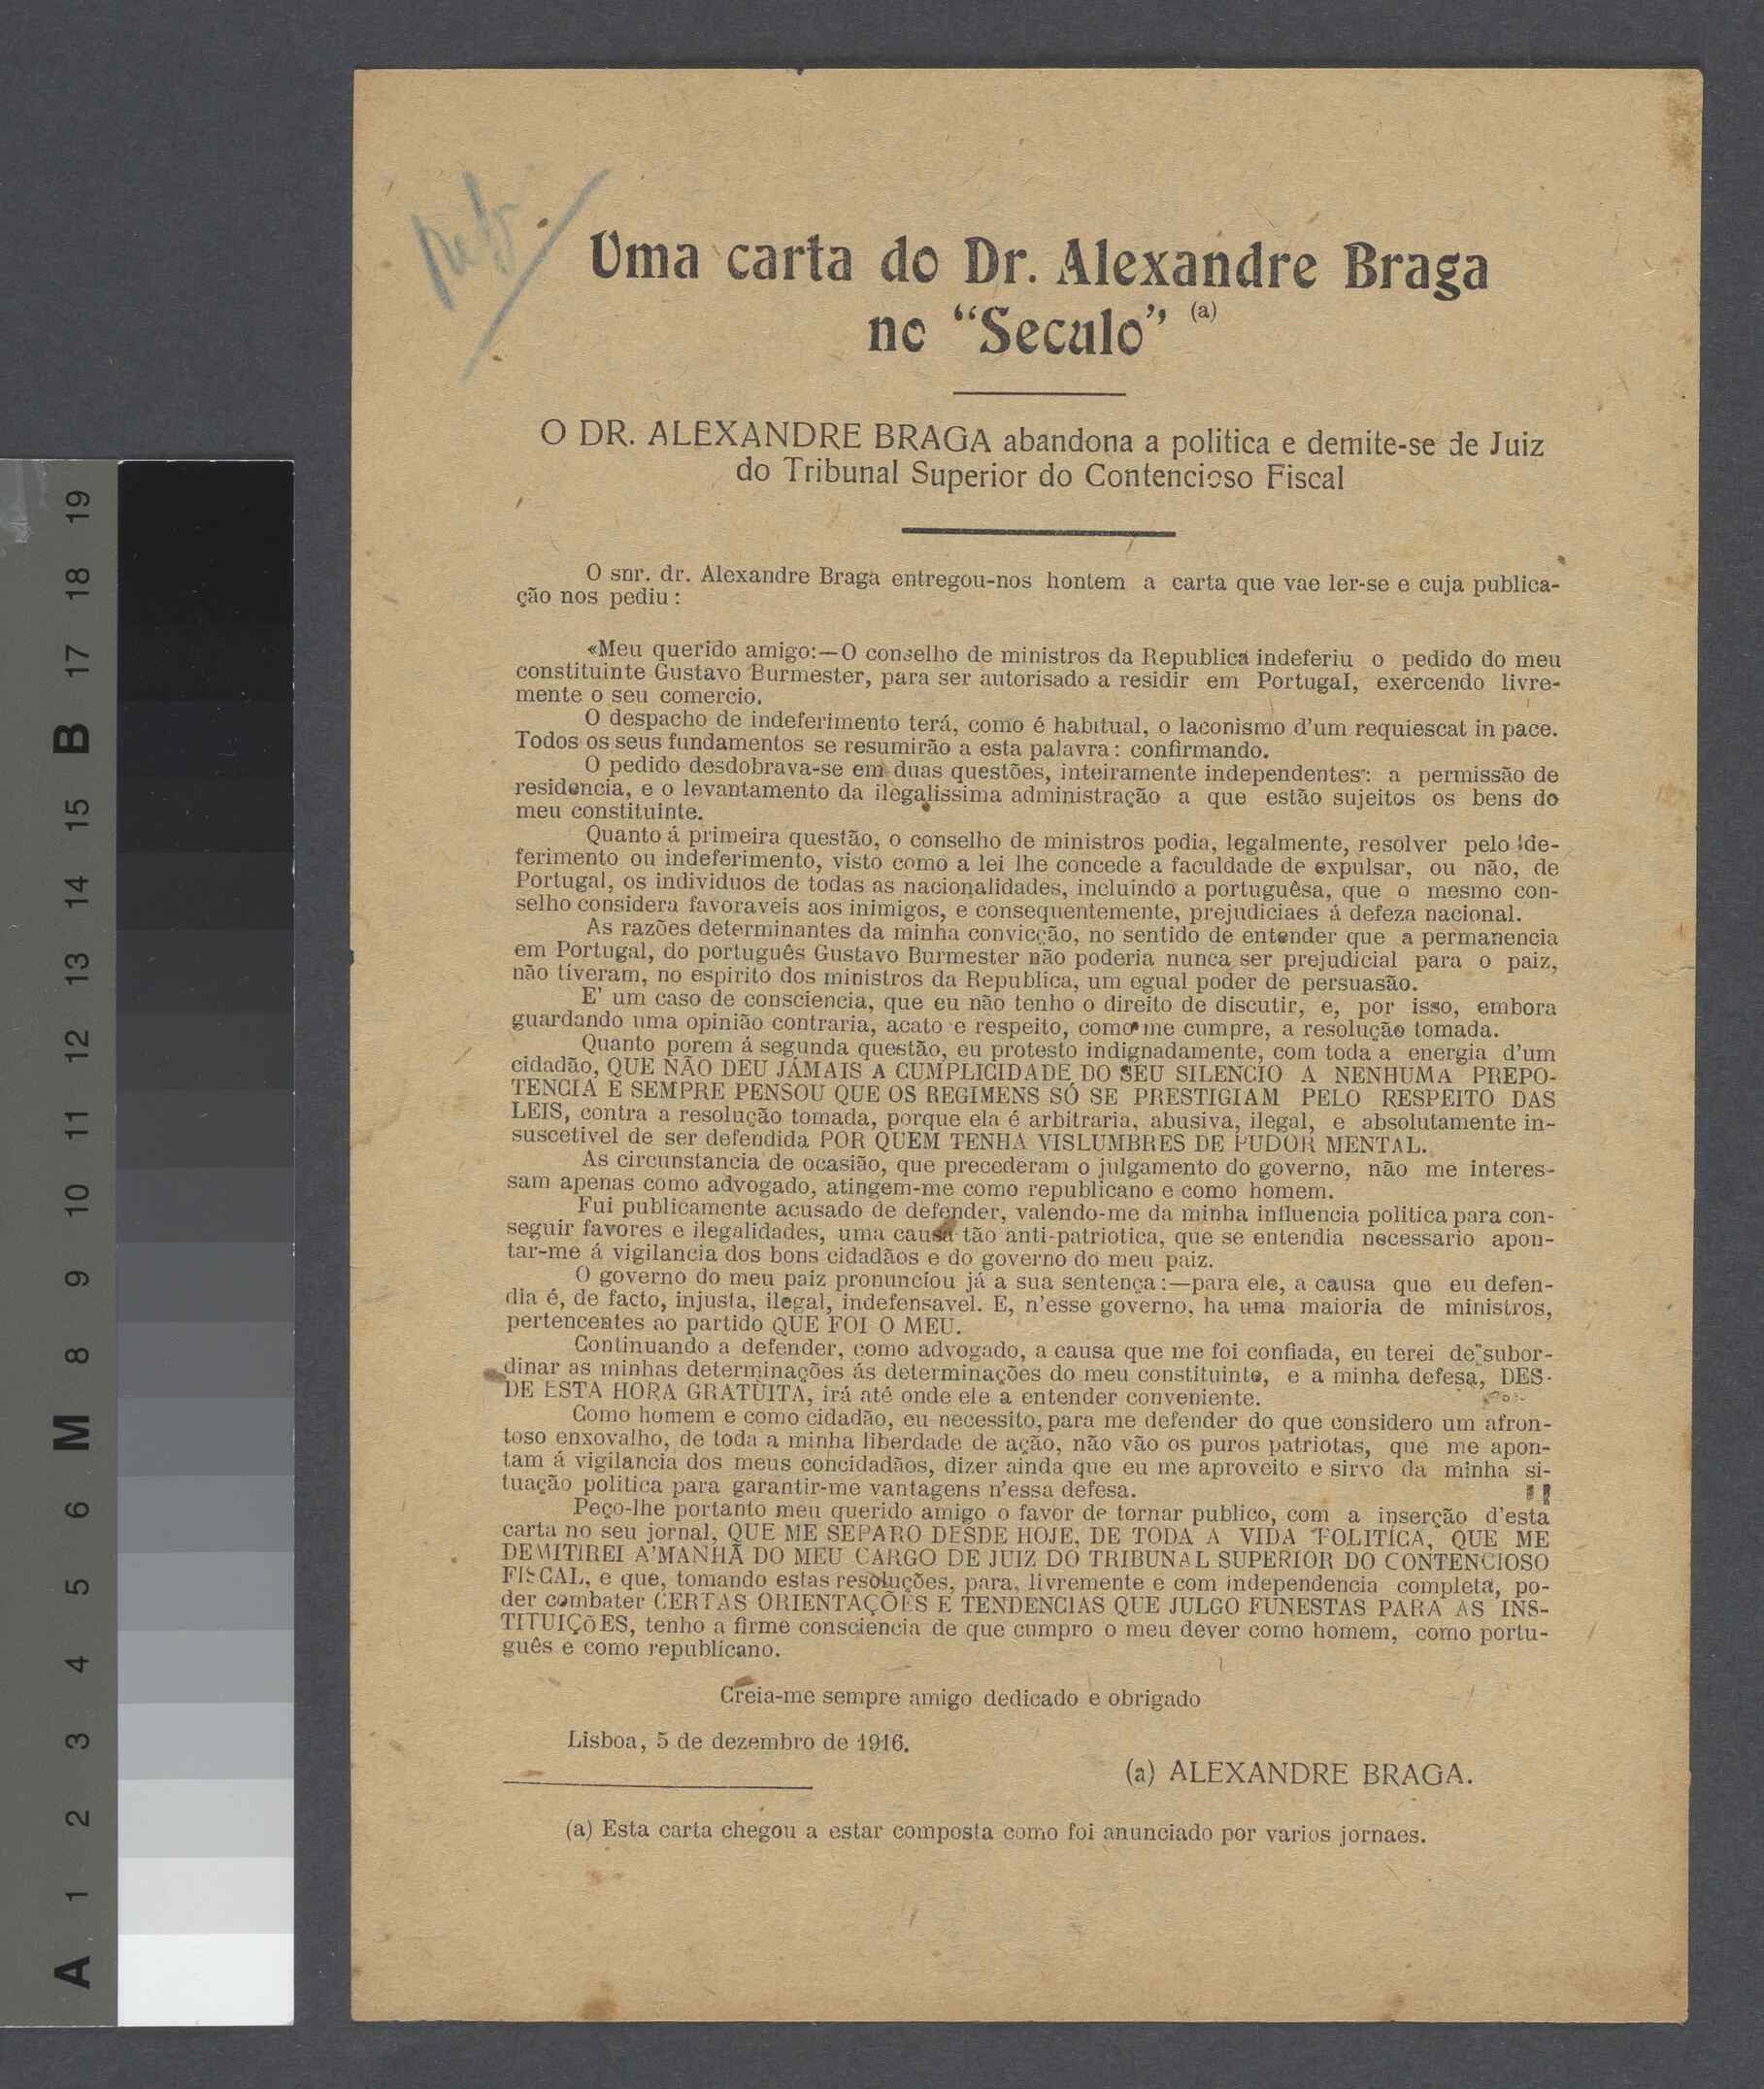 Uma carta do Dr. Alexandre Braga
no "Seculo" (a)
O DR. ALEXANDRE BRAGA abandona a politica e demite-se de Juiz
do Tribunal Superior do Contencioso Fiscal
O snr. dr. Alexandre Braga entregou-nos hontem a carta que vae ler-se e cuja publica-
ção nos pediu:
«Meu querido amigo:—O conselho de ministros da Republica indeferiu o pedido do meu
constituinte Gustavo Burmester, para ser autorisado a residir em Portugal, exercendo livre-
mente o seu comercio.
O despacho de indeferimento terá, como é habitual, o laconismo d'um requiescat in pace.
Todos os seus fundamentos se resumirão a esta palavra: confirmando.
O pedido desdobrava-se em duas questões, inteiramente independentes: a permissão de
residencia, e o levantamento da ilegalissima administração a que estão sujeitos os bens do
meu constituinte.
Quanto á primeira questão, o conselho de ministros podia, legalmente, resolver pelo de-
ferimento ou indeferimento, visto como a lei lhe concede a faculdade de expulsar, ou não, de
Portugal, os individuos de todas as nacionalidades, incluindo a portuguêsa, que o mesmo con-
selho considera favoraveis aos inimigos, e consequentemente, prejudiciaes á defeza nacional.
As razões determinantes da minha convicção, no sentido de entender que a permanencia
em Portugal, do português Gustavo Burmester não poderia nunca ser prejudicial para o paiz,
não tiveram, no espirito dos ministros da Republica, um egual poder de persuasão.
E' um caso de consciencia, que eu não tenho o direito de discutir, e, por isso, embora
guardando uma opinião contraria, acato e respeito, como me cumpre, a resolução tomada.
Quanto porem á segunda questão, eu protesto indignadamente, com toda a energia d'um
cidadão, QUE NÃO DEU JÁMAIS A CUMPLICIDADE DO SEU SILENCIO A NENHUMA PREPO-
TENCIA E SEMPRE PENSOU QUE OS REGIMENS SÓ SE PRESTIGIAM PELO RESPEITO DAS
LEIS, contra a resolução tomada, porque ela é arbitraria, abusiva, ilegal, e absolutamente in-
suscetivel de ser defendida POR QUEM TENHA VISLUMBRES DE PUDOR MENTAL.
As circunstancia de ocasião, que precederam o julgamento do governo, não me interes-
sam apenas como advogado, atingem-me como republicano e como homem.
Fui publicamente acusado de defender, valendo-me da minha influencia politica para con-
seguir favores e ilegalidades, uma causa tão anti-patriotica, que se entendia necessario apon-
tar-me á vigilancia dos bons cidadãos e do governo do meu paiz.
O governo do meu paiz pronunciou já a sua sentença:—para ele, a causa que eu defen-
dia é, de facto, injusta, ilegal, indefensavel. E, n'esse governo, ha uma maioria de ministros,
pertencentes ao partido QUE FOI O MEU.
Continuando a defender, como advogado, a causa que me foi confiada, eu terei de subor-
dinar as minhas determinações ás determinações do meu constituinte, e a minha defesa, DES-
DE ESTA HORA GRATUITA, irá até onde ele a entender conveniente.
Como homem e como cidadão, eu necessito, para me defender do que considero um afron-
toso enxovalho, de toda a minha liberdade de ação, não vão os puros patriotas, que me apon-
tam á vigilancia dos meus concidadãos, dizer ainda que eu me aproveito e sirvo da minha si-
tuação politica para garantir-me vantagens n'essa defesa.
Peço-lhe portanto meu querido amigo o favor de tornar publico, com a inserção d'esta
carta no seu jornal, QUE ME SEPARO DESDE HOJE, DE TODA A VIDA POLITICA, QUE ME
DEMITIREI A'MANHÃ DO MEU CARGO DE JUIZ DO TRIBUNAL SUPERIOR DO CONTENCIOSO
FISCAL, e que, tomando estas resoluções, para, livremente e com independencia completa, po-
der combater CERTAS ORIENTAÇÕES E TENDENCIAS QUE JULGO FUNESTAS PARA AS INS-
TITUIÇÕES, tenho a firme consciencia de que cumpro o meu dever como homem, como portu-
guês e como republicano.
Creia-me sempre amigo dedicado e obrigado
Lisboa, 5 de dezembro de 1916.
(a) ALEXANDRE BRAGA.
(a) Esta carta chegou a estar composta como foi anunciado por varios jornaes.
A 1 2 3 4 5 6 M 8 9 10 11 12 13 14 15 B 17 18 19